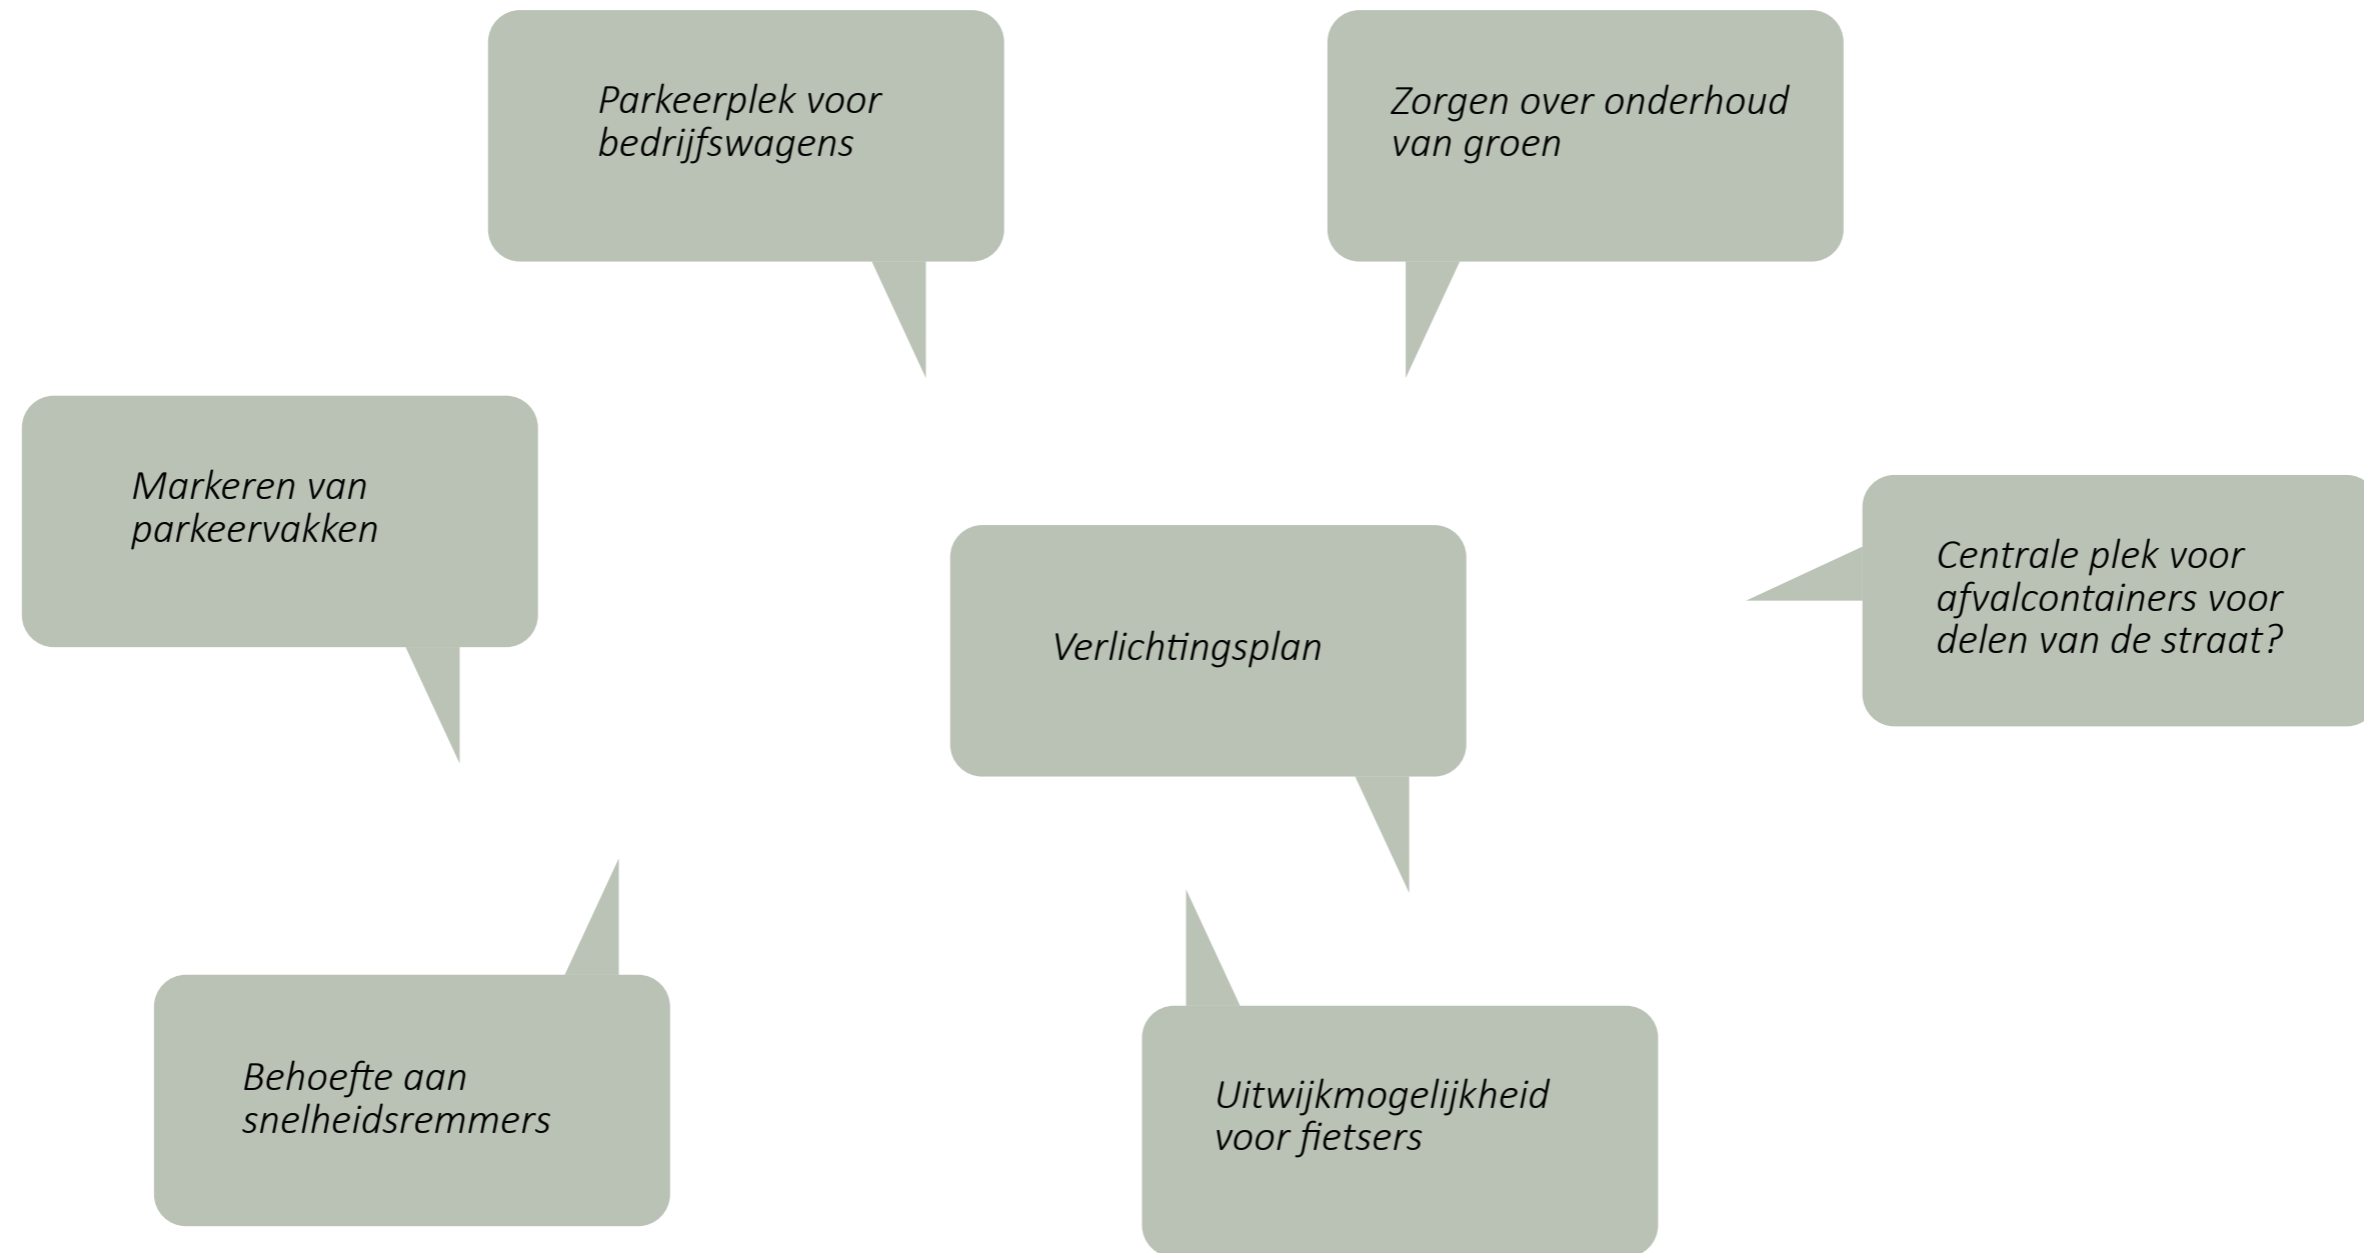 Parkeerplek voor
bedrijfswagens
Zorgen over onderhoud
van groen
Markeren van
parkeervakken
Verlichtingsplan
Centrale plek voor
afvalcontainers voor
delen van de straat?
Behoefte aan
snelheidsremmers
Uitwijkmogelijkheid
voor fietsers